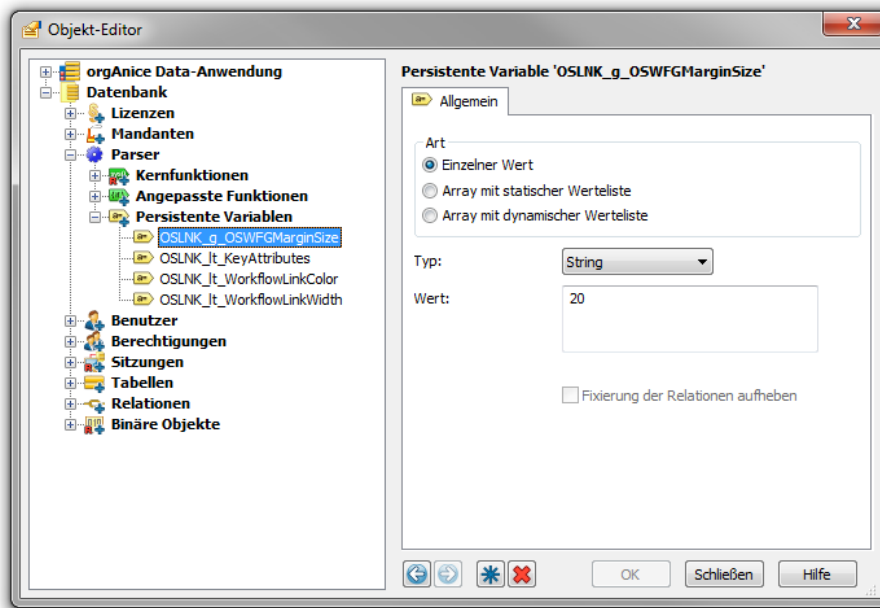 Objekt-Editor
orgAnice Data-Anwendung
Datenbank
Lizenzen
Mandanten
Parser
Kernfunktionen
Angepasste Funktionen
Persistente Variablen
OSLNK_g_OSWFGMarginSize
OSLNK_lt_KeyAttributes
OSLNK_lt_WorkflowLinkColor
OSLNK_lt_WorkflowLinkWidth
Benutzer
Berechtigungen
Sitzungen
Tabellen
Relationen
Binäre Objekte
Persistente Variable 'OSLNK_g_OSWFGMarginSize'
Allgemein
Art
Einzelner Wert
Array mit statischer Werteliste
Array mit dynamischer Werteliste
Typ: String
Wert: 20
Fixierung der Relationen aufheben
OK Schließen Hilfe